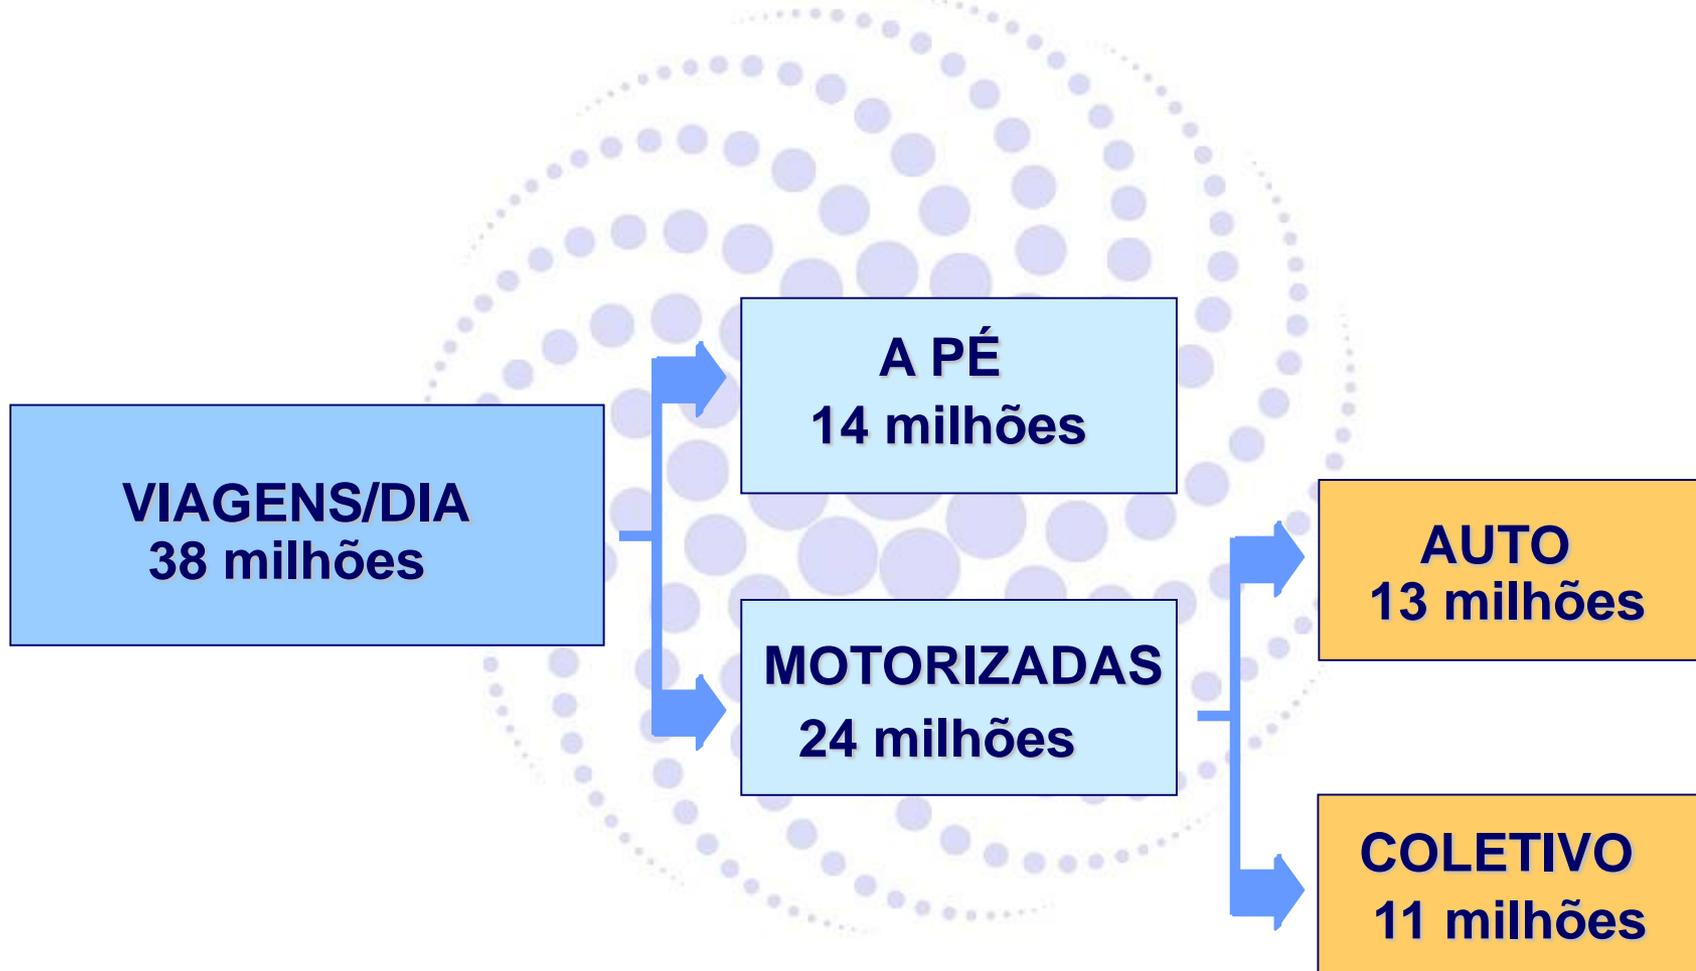 VIAGENS/DIA
38 milhões
A PÉ
14 milhões
MOTORIZADAS
24 milhões
AUTO
13 milhões
COLETIVO
11 milhões